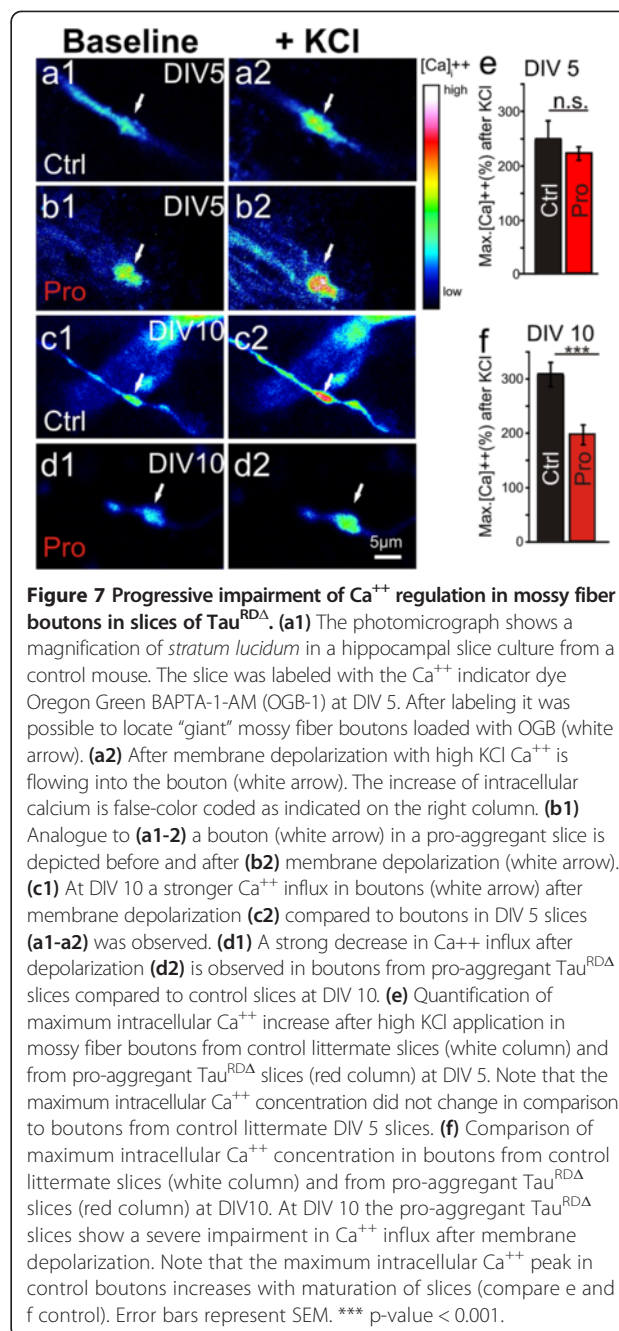 Baseline + KCl
a1 DIV5 Ctrl
a2
[Ca]i++
high
low
b1 DIV5 Pro
b2
c1 DIV10 Ctrl
c2
d1 DIV10 Pro
d2
5µm
e DIV 5
n.s.
Max.[Ca]++(%) after KCl
300
200
100
0
Ctrl
Pro
f DIV 10
***
Max.[Ca]++(%) after KCl
300
200
100
0
Ctrl
Pro
Figure 7 Progressive impairment of Ca++ regulation in mossy fiber
boutons in slices of TauRDΔ. (a1) The photomicrograph shows a
magnification of stratum lucidum in a hippocampal slice culture from a
control mouse. The slice was labeled with the Ca++ indicator dye
Oregon Green BAPTA-1-AM (OGB-1) at DIV 5. After labeling it was
possible to locate “giant” mossy fiber boutons loaded with OGB (white
arrow). (a2) After membrane depolarization with high KCl Ca++ is
flowing into the bouton (white arrow). The increase of intracellular
calcium is false-color coded as indicated on the right column. (b1)
Analogue to (a1-2) a bouton (white arrow) in a pro-aggregant slice is
depicted before and after (b2) membrane depolarization (white arrow).
(c1) At DIV 10 a stronger Ca++ influx in boutons (white arrow) after
membrane depolarization (c2) compared to boutons in DIV 5 slices
(a1-a2) was observed. (d1) A strong decrease in Ca++ influx after
depolarization (d2) is observed in boutons from pro-aggregant TauRDΔ
slices compared to control slices at DIV 10. (e) Quantification of
maximum intracellular Ca++ increase after high KCl application in
mossy fiber boutons from control littermate slices (white column) and
from pro-aggregant TauRDΔ slices (red column) at DIV 5. Note that the
maximum intracellular Ca++ concentration did not change in comparison
to boutons from control littermate DIV 5 slices. (f) Comparison of
maximum intracellular Ca++ concentration in boutons from control
littermate slices (white column) and from pro-aggregant TauRDΔ
slices (red column) at DIV10. At DIV 10 the pro-aggregant TauRDΔ
slices show a severe impairment in Ca++ influx after membrane
depolarization. Note that the maximum intracellular Ca++ peak in
control boutons increases with maturation of slices (compare e and
f control). Error bars represent SEM. *** p-value < 0.001.